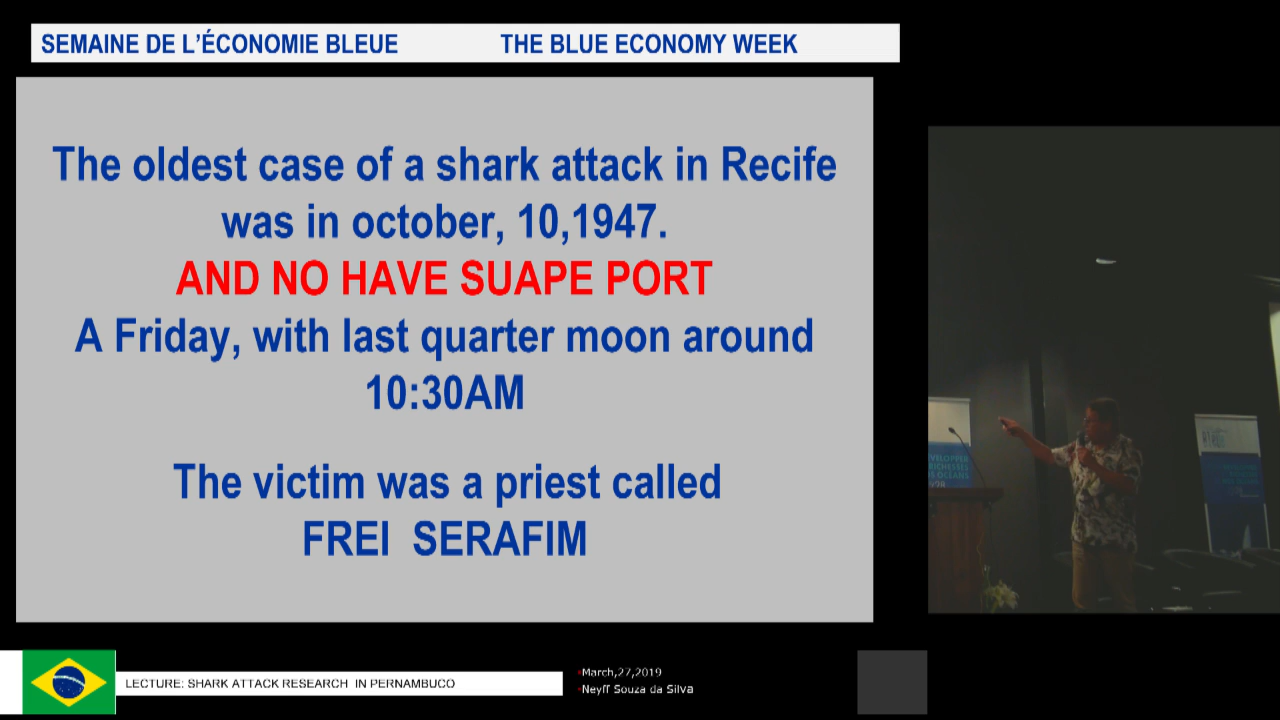 SEMAINE DE L'ÉCONOMIE BLEUE THE BLUE ECONOMY WEEK
The oldest case of a shark attack in Recife
was in october, 10,1947.
AND NO HAVE SUAPE PORT
A Friday, with last quarter moon around
10:30AM
The victim was a priest called
FREI SERAFIM
LECTURE: SHARK ATTACK RESEARCH IN PERNAMBUCO
March,27,2019
Neyff Souza da Silva